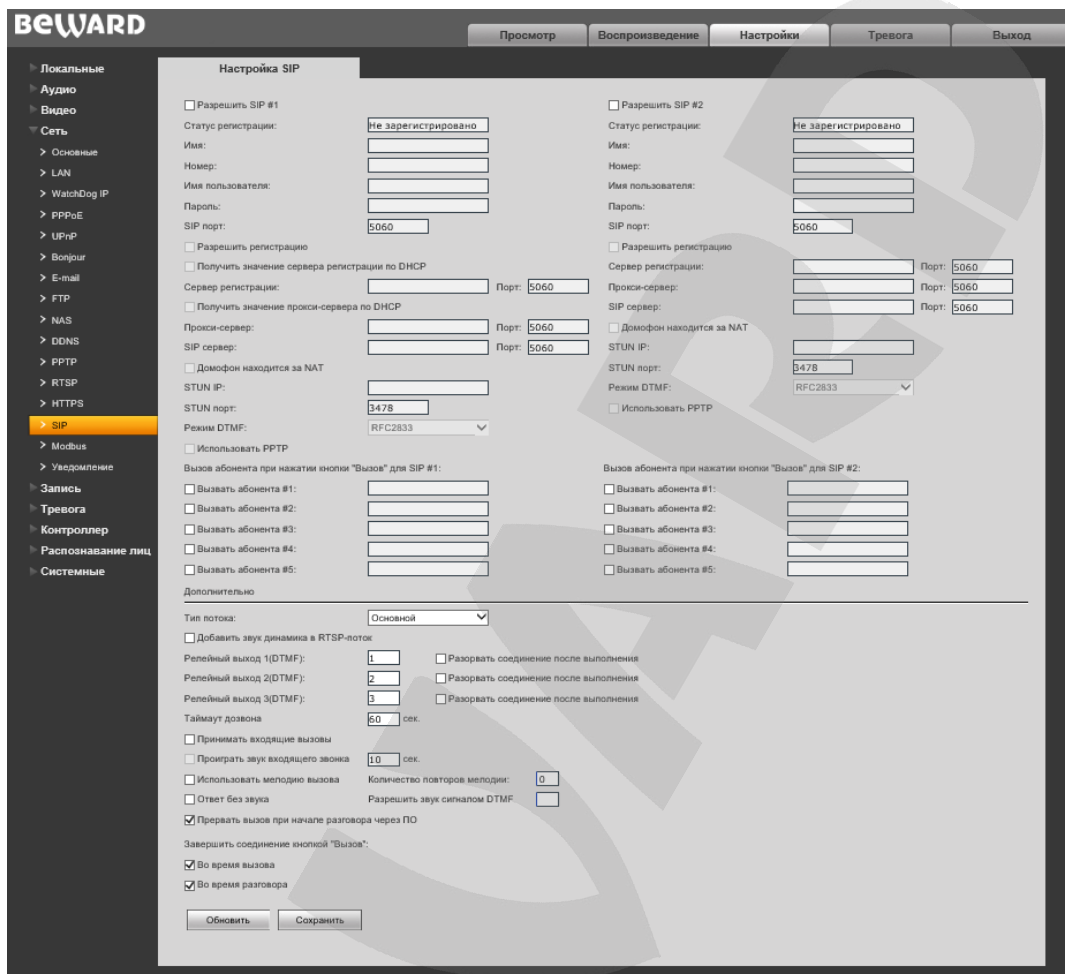 BEWARD
Просмотр Воспроизведение Настройки Тревога Выход
Локальные
Аудио
Видео
Сеть
Основные
LAN
WatchDog IP
PPPoE
UPnP
Bonjour
E-mail
FTP
NAS
DDNS
PPTP
RTSP
HTTPS
SIP
Modbus
Уведомление
Запись
Тревога
Контроллер
Распознавание лиц
Системные
Настройка SIP
Разрешить SIP #1
Статус регистрации: Не зарегистрировано
Имя:
Номер:
Имя пользователя:
Пароль:
SIP порт: 5060
Разрешить регистрацию
Получить значение сервера регистрации по DHCP
Сервер регистрации: Порт: 5060
Получить значение прокси-сервера по DHCP
Прокси-сервер: Порт: 5060
SIP сервер: Порт: 5060
Домофон находится за NAT
STUN IP:
STUN порт: 3478
Режим DTMF: RFC2833
Использовать PPTP
Вызов абонента при нажатии кнопки "Вызов" для SIP #1:
Вызвать абонента #1:
Вызвать абонента #2:
Вызвать абонента #3:
Вызвать абонента #4:
Вызвать абонента #5:
Разрешить SIP #2
Статус регистрации: Не зарегистрировано
Имя:
Номер:
Имя пользователя:
Пароль:
SIP порт: 5060
Разрешить регистрацию
Сервер регистрации: Порт: 5060
Прокси-сервер: Порт: 5060
SIP сервер: Порт: 5060
Домофон находится за NAT
STUN IP:
STUN порт: 3478
Режим DTMF: RFC2833
Использовать PPTP
Вызов абонента при нажатии кнопки "Вызов" для SIP #2:
Вызвать абонента #1:
Вызвать абонента #2:
Вызвать абонента #3:
Вызвать абонента #4:
Вызвать абонента #5:
Дополнительно
Тип потока: Основной
Добавить звук динамика в RTSP-поток
Релейный выход 1(DTMF): 1 Разорвать соединение после выполнения
Релейный выход 2(DTMF): 2 Разорвать соединение после выполнения
Релейный выход 3(DTMF): 3 Разорвать соединение после выполнения
Таймаут дозвона 60 сек.
Принимать входящие вызовы
Проиграть звук входящего звонка 10 сек.
Использовать мелодию вызова Количество повторов мелодии: 0
Ответ без звука Разрешить звук сигналом DTMF
Прервать вызов при начале разговора через ПО
Завершить соединение кнопкой "Вызов":
Во время вызова
Во время разговора
Обновить Сохранить